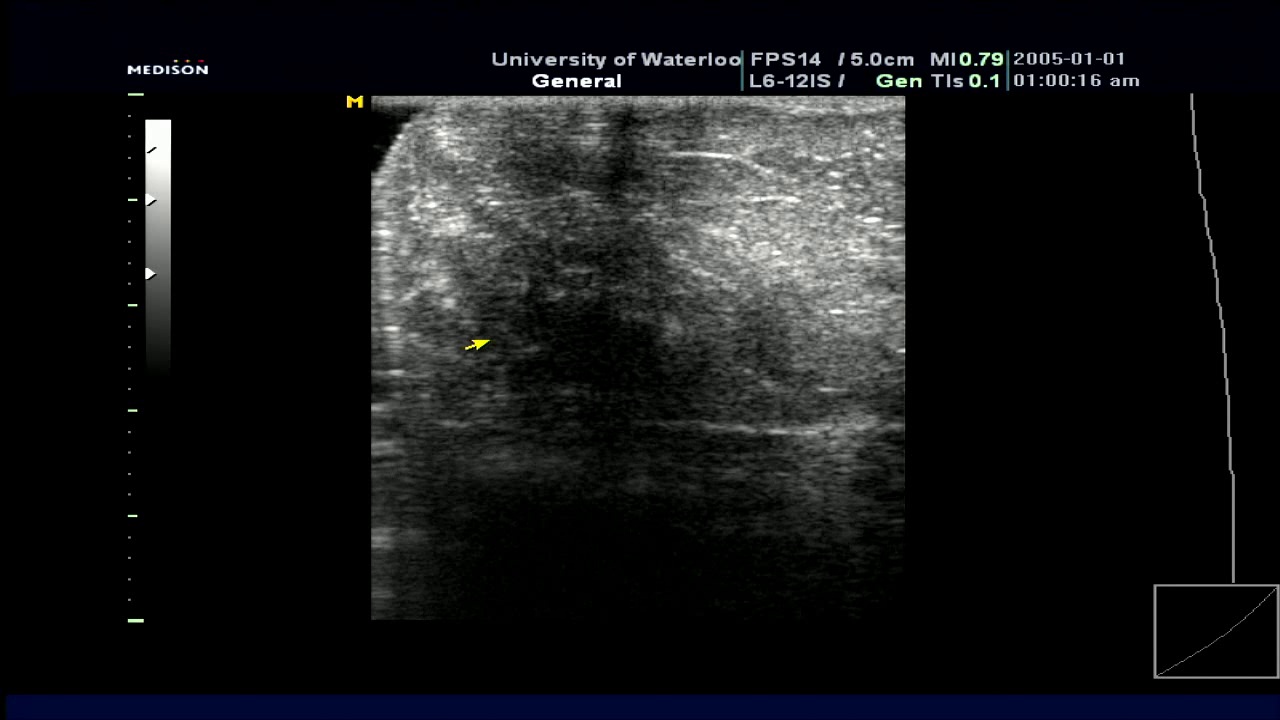 MEDISON
University of Waterloo FPS14 / 5.0cm MI0.79 2005-01-01
General L6-12IS / Gen TIs 0.1 01:00:16 am
M